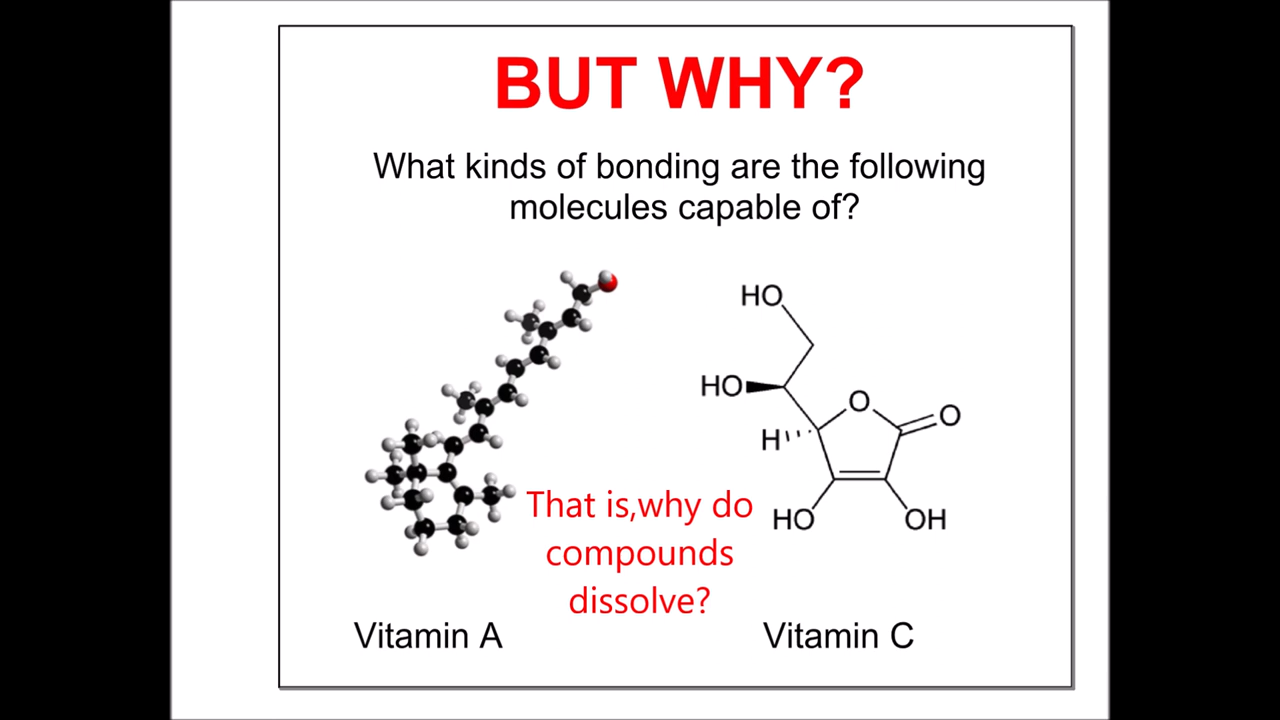 BUT WHY?
What kinds of bonding are the following
molecules capable of?
HO
HO
O
O
H
HO
OH
That is,why do
compounds
dissolve?
Vitamin A
Vitamin C